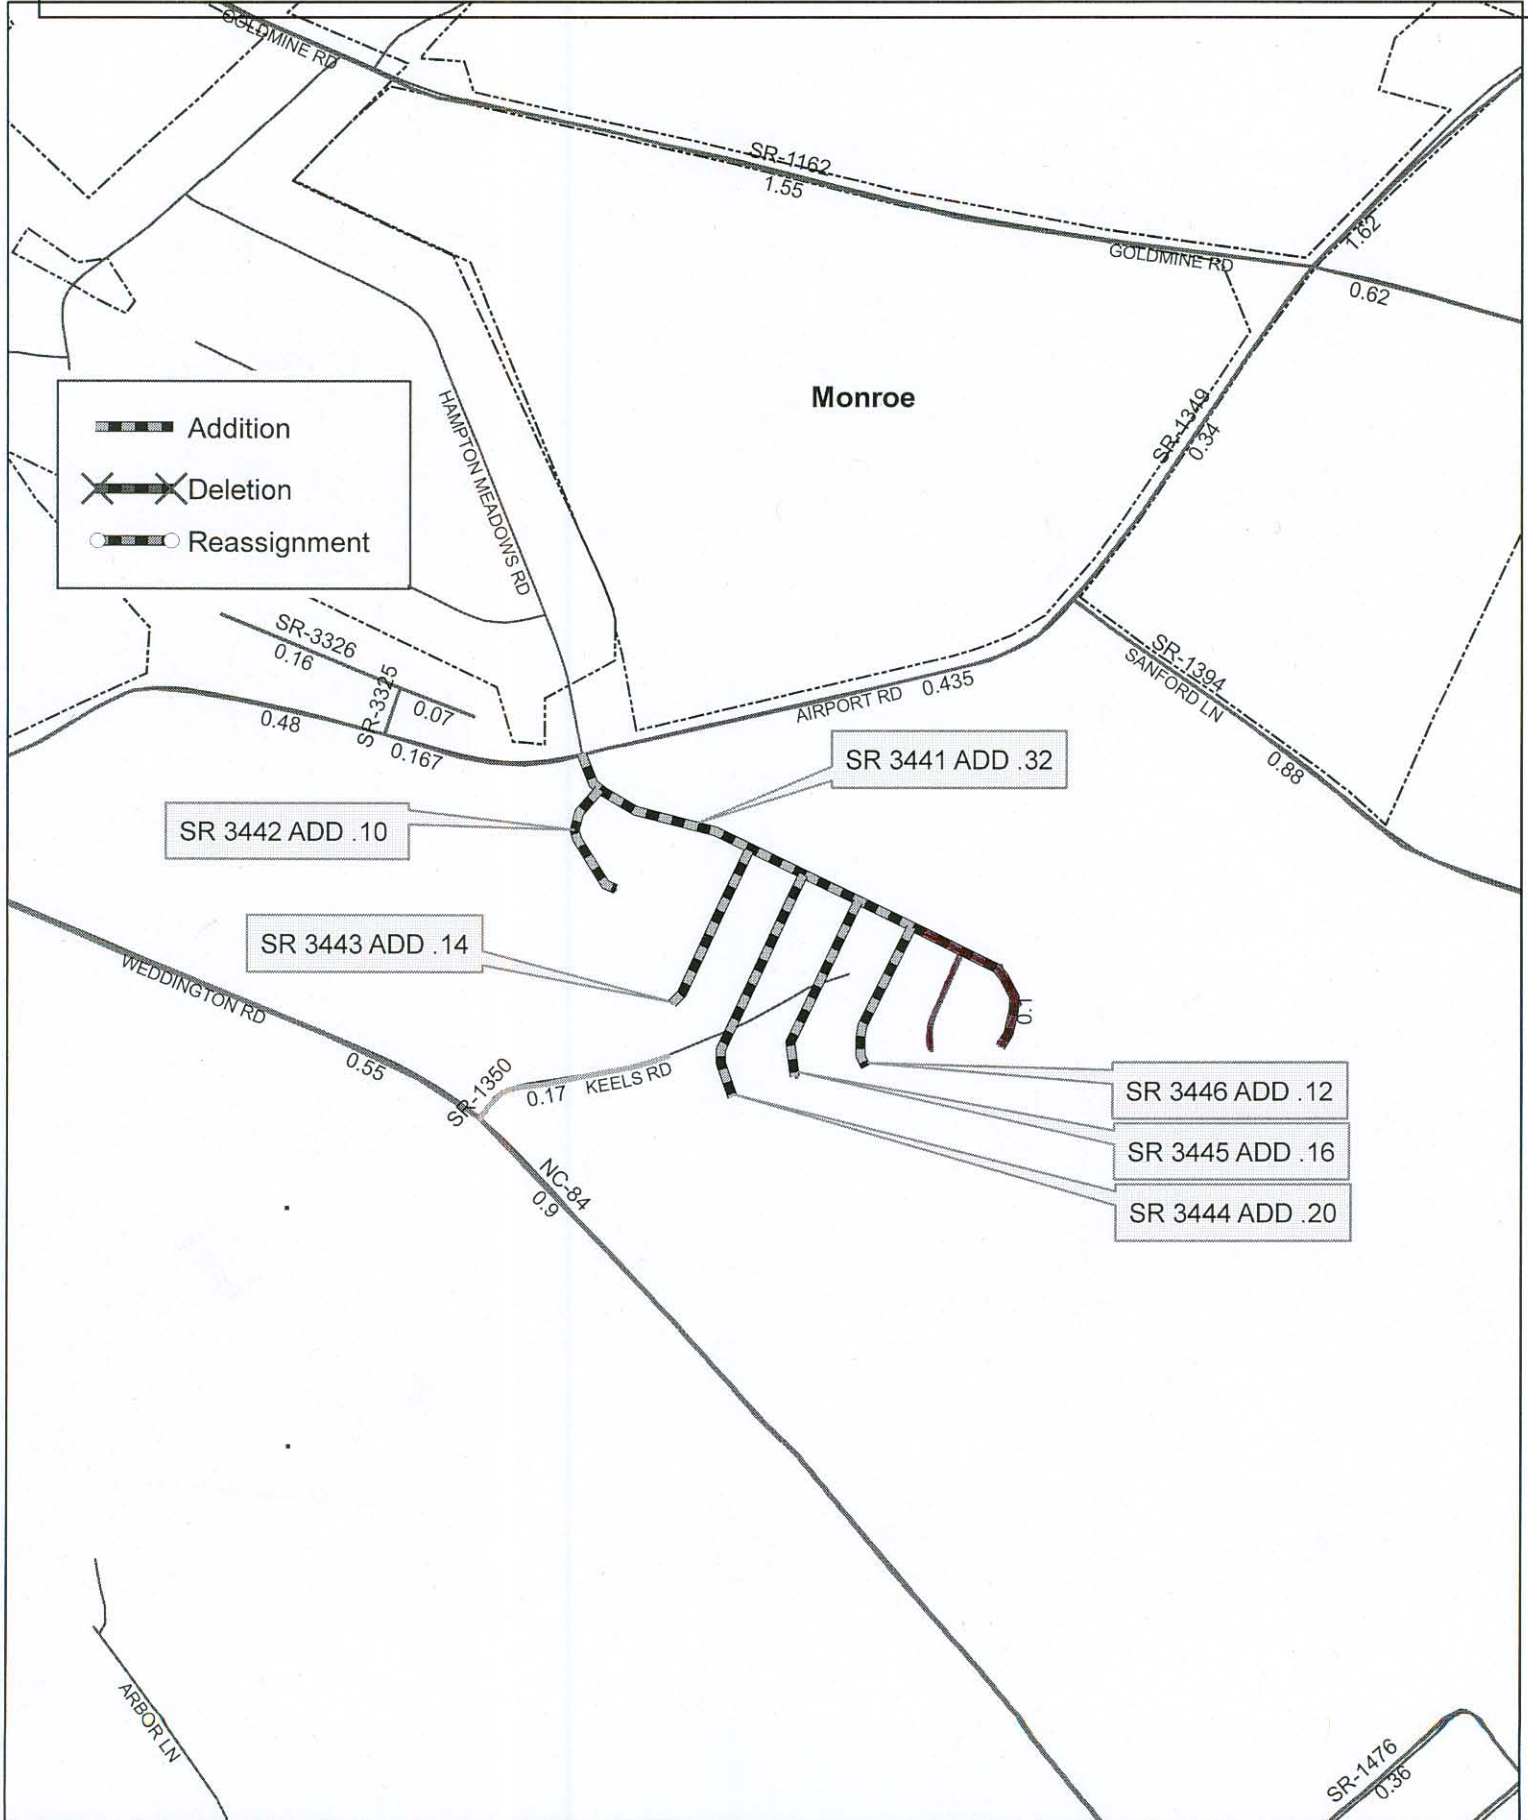 GOLDMINE RD
SR-1162
1.55
GOLDMINE RD
1.62
0.62
Monroe
SR-1349
0.34
HAMPTON MEADOWS RD
Addition
Deletion
Reassignment
SR-3326
0.16
SR-3325
0.07
0.48
0.167
AIRPORT RD
0.435
SR-1394
SANFORD LN
0.88
SR 3441 ADD .32
SR 3442 ADD .10
SR 3443 ADD .14
WEDDINGTON RD
0.55
SR-1350
0.17
KEELS RD
0.1
SR 3446 ADD .12
SR 3445 ADD .16
SR 3444 ADD .20
NC-84
0.9
ARBOR LN
SR-1476
0.36